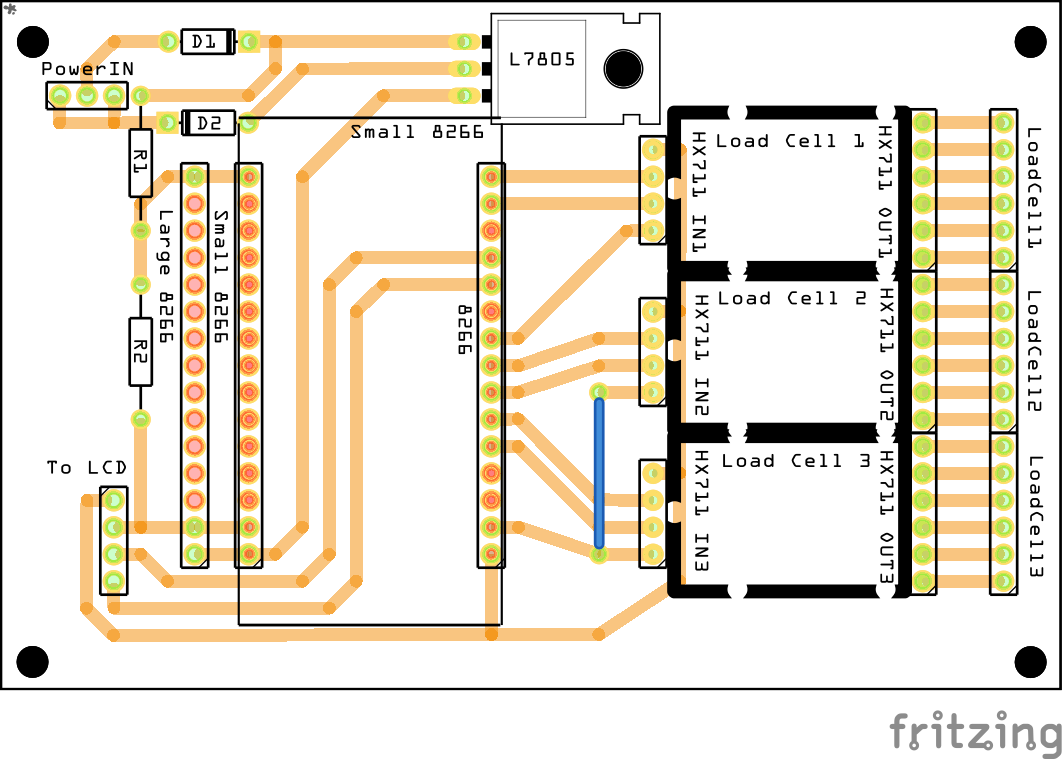 D1
L7805
PowerIN
D2
Small 8266
R1
Large 8266
Small 8266
R2
8266
To LCD
HX711 IN1
Load Cell 1
HX711 OUT1
LoadCell1
HX711 IN2
Load Cell 2
HX711 OUT2
LoadCell2
HX711 IN3
Load Cell 3
HX711 OUT3
LoadCell3
fritzing